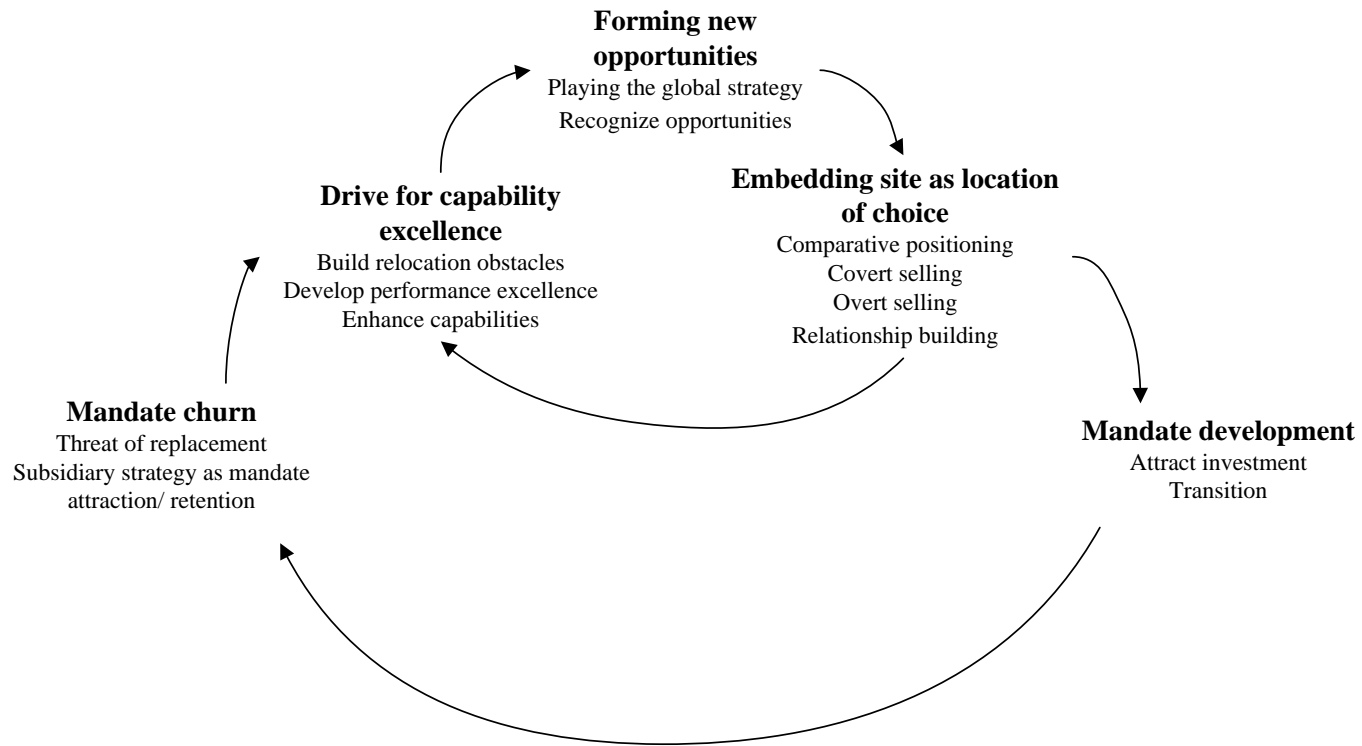 Forming new
opportunities
Playing the global strategy
Recognize opportunities
Drive for capability
excellence
Build relocation obstacles
Develop performance excellence
Enhance capabilities
Embedding site as location
of choice
Comparative positioning
Covert selling
Overt selling
Relationship building
Mandate churn
Threat of replacement
Subsidiary strategy as mandate
attraction/ retention
Mandate development
Attract investment
Transition